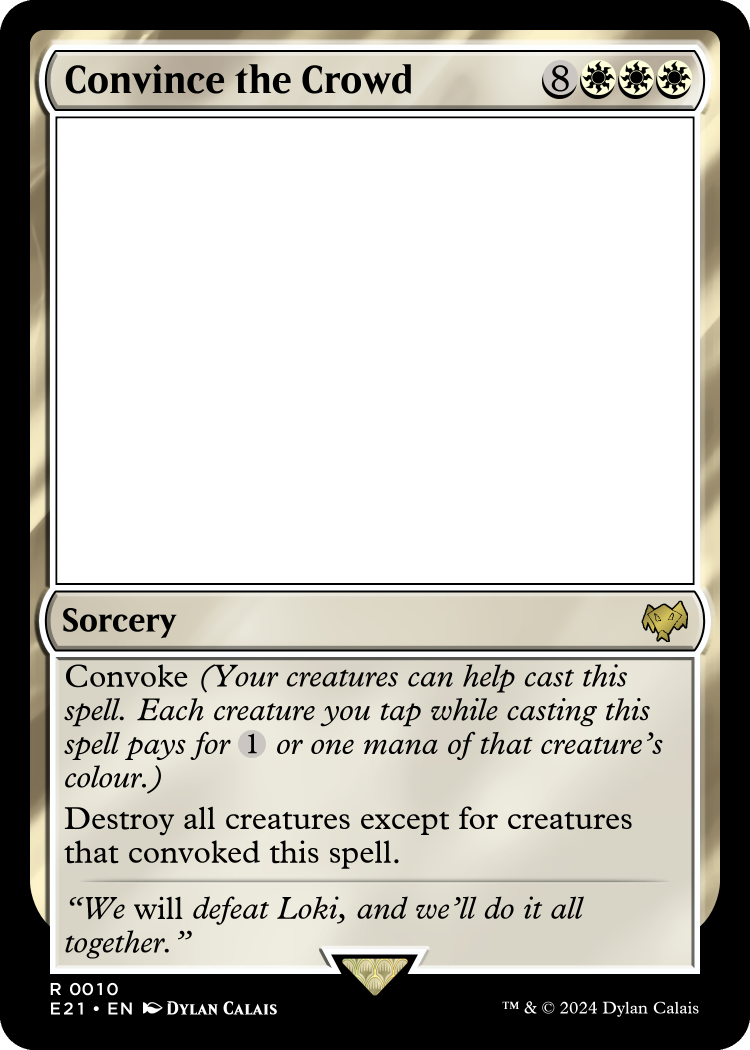 Convince the Crowd 8
Sorcery
Convoke (Your creatures can help cast this
spell. Each creature you tap while casting this
spell pays for 1 or one mana of that creature’s
colour.)
Destroy all creatures except for creatures
that convoked this spell.
“We will defeat Loki, and we’ll do it all
together.”
R 0010
E21 • EN DYLAN CALAIS
™ & © 2024 Dylan Calais